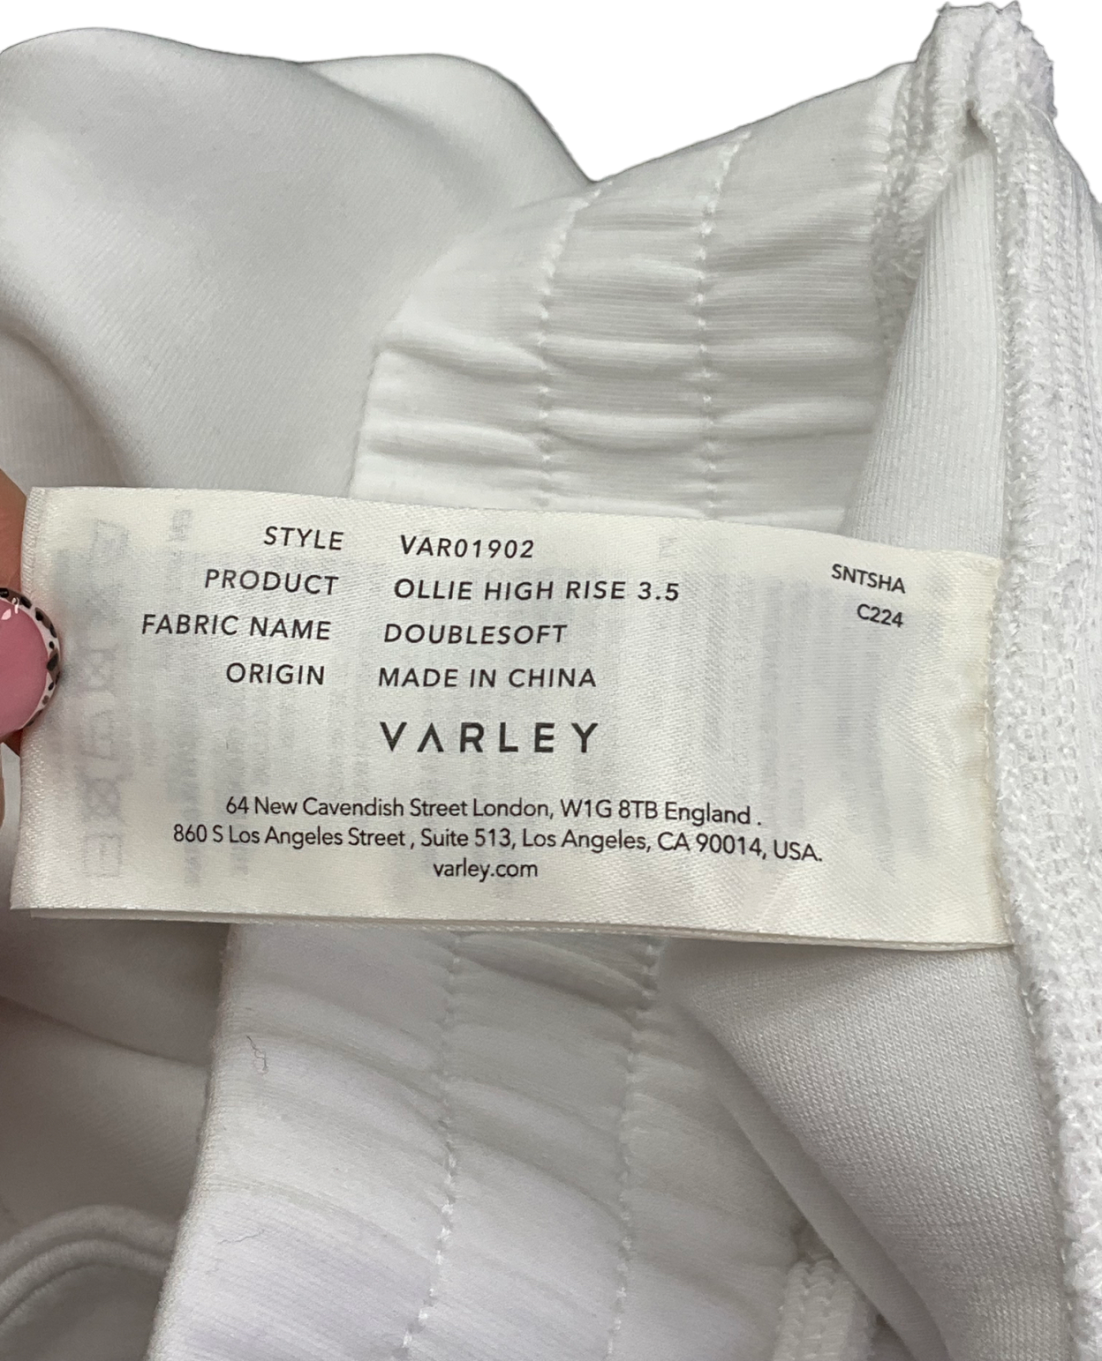 STYLE VAR01902
PRODUCT OLLIE HIGH RISE 3.5
FABRIC NAME DOUBLESOFT
ORIGIN MADE IN CHINA
SNTSHA
C224
VARLEY
64 New Cavendish Street London, W1G 8TB England .
860 S Los Angeles Street , Suite 513, Los Angeles, CA 90014, USA.
varley.com